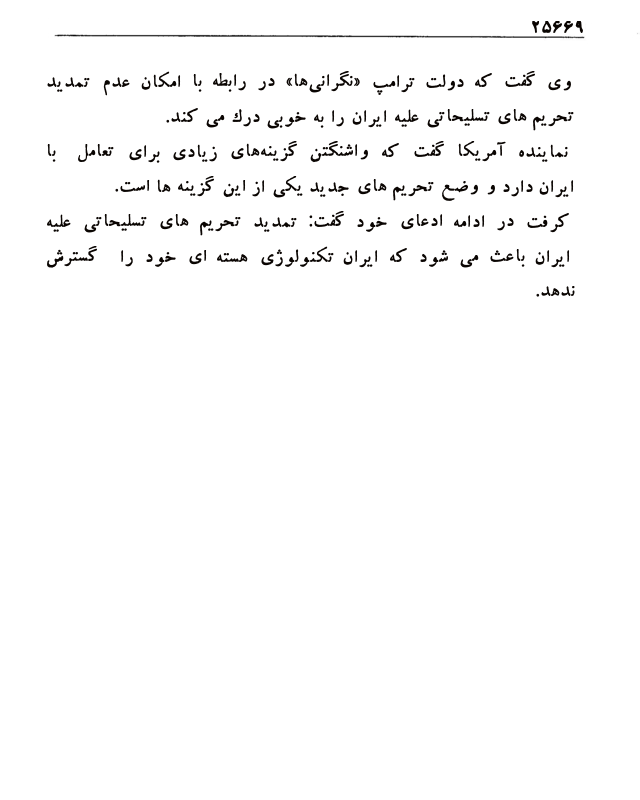 ۲۵۶۶۹
وی گفت که دولت ترامپ «نگرانی‌ها» در رابطه با امکان عدم تمدید
تحریم های تسلیحاتی علیه ایران را به خوبی درك می کند.
نماینده آمریکا گفت که واشنگتن گزینه‌های زیادی برای تعامل با
ایران دارد و وضع تحریم های جدید یکی از این گزینه ها است.
کرفت در ادامه ادعای خود گفت: تمدید تحریم های تسلیحاتی علیه
ایران باعث می شود که ایران تکنولوژی هسته ای خود را گسترش
ندهد.